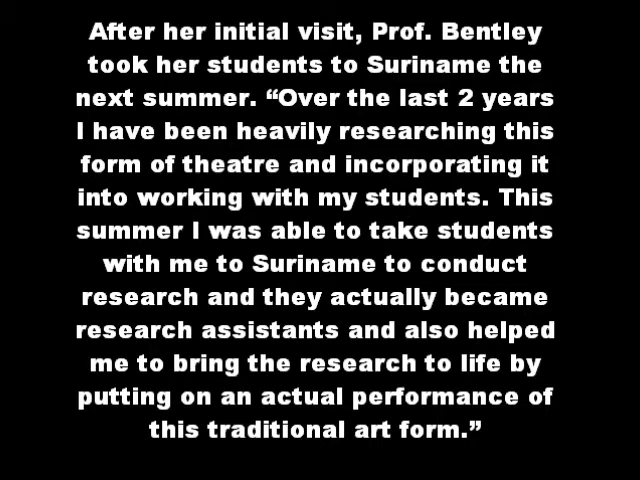 After her initial visit, Prof. Bentley
took her students to Suriname the
next summer. “Over the last 2 years
I have been heavily researching this
form of theatre and incorporating it
into working with my students. This
summer I was able to take students
with me to Suriname to conduct
research and they actually became
research assistants and also helped
me to bring the research to life by
putting on an actual performance of
this traditional art form.”